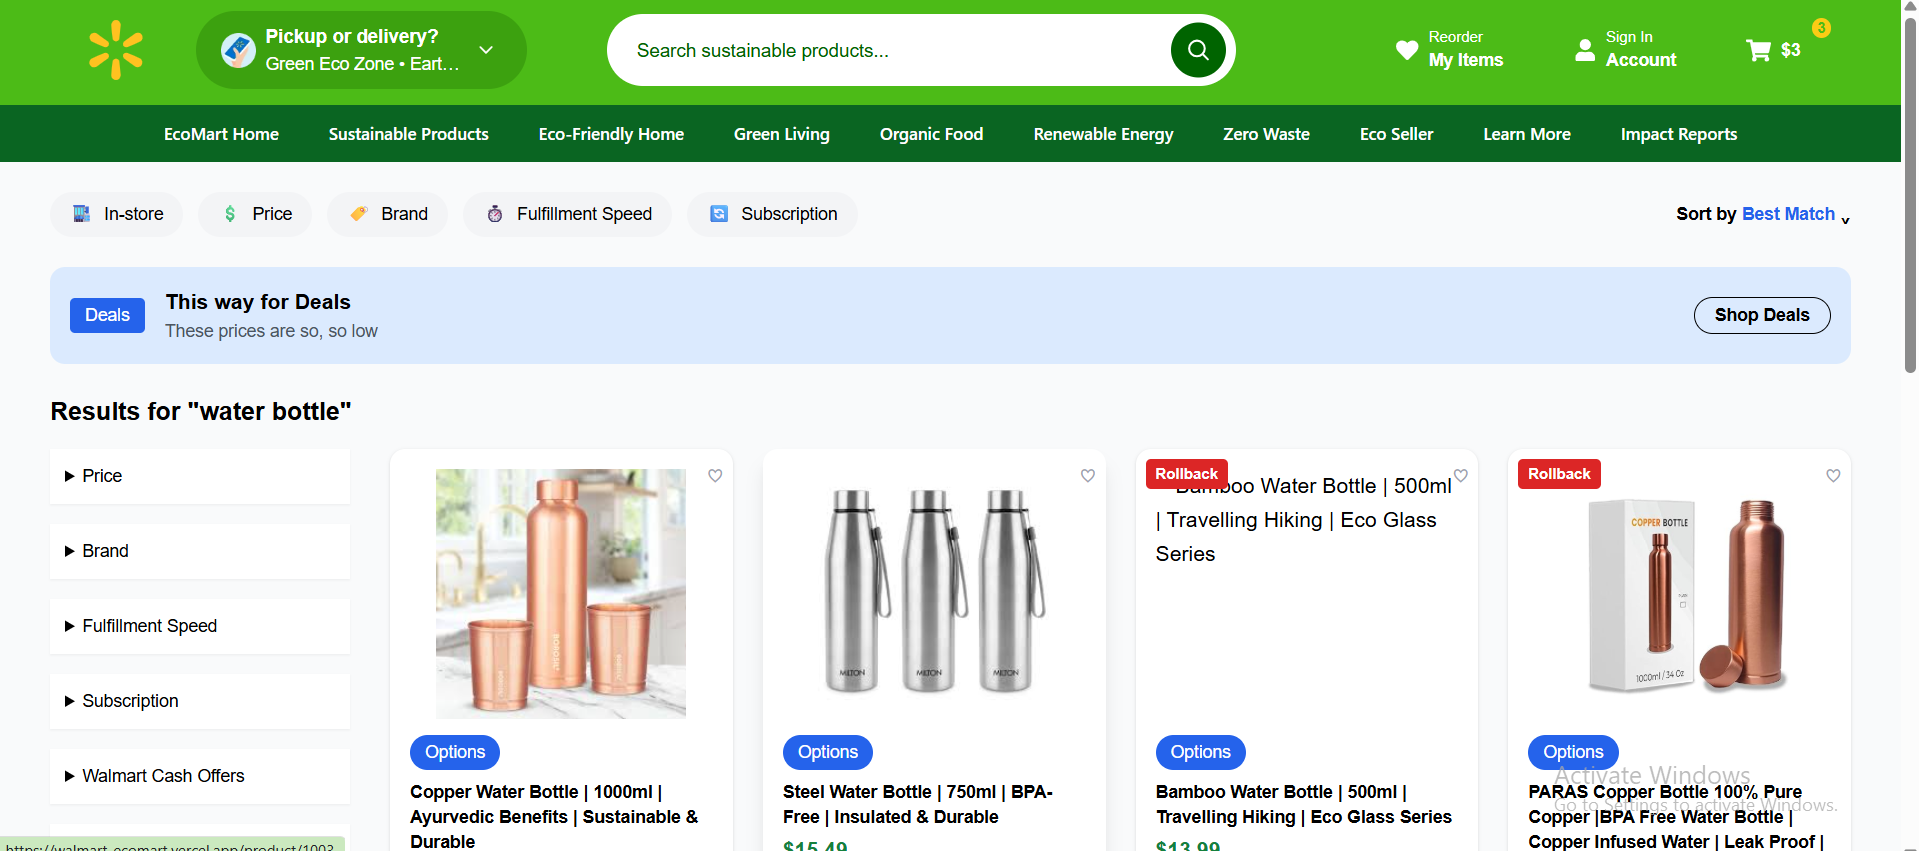 Pickup or delivery?
Green Eco Zone • Eart...
Search sustainable products...
Reorder
My Items
Sign In
Account
3
$3
EcoMart Home
Sustainable Products
Eco-Friendly Home
Green Living
Organic Food
Renewable Energy
Zero Waste
Eco Seller
Learn More
Impact Reports
In-store
Price
Brand
Fulfillment Speed
Subscription
Sort by Best Match
Deals
This way for Deals
These prices are so, so low
Shop Deals
Results for "water bottle"
Price
Brand
Fulfillment Speed
Subscription
Walmart Cash Offers
Options
Copper Water Bottle | 1000ml |
Ayurvedic Benefits | Sustainable &
Durable
MILTON
MILTON
MILTON
Options
Steel Water Bottle | 750ml | BPA-
Free | Insulated & Durable
$15.49
Rollback
Bamboo Water Bottle | 500ml
| Travelling Hiking | Eco Glass
Series
Options
Bamboo Water Bottle | 500ml |
Travelling Hiking | Eco Glass Series
$13.99
Rollback
COPPER BOTTLE
1000ml / 34 Oz
Options
PARAS Copper Bottle 100% Pure
Copper |BPA Free Water Bottle |
Copper Infused Water | Leak Proof |
Activate Windows
Go to Settings to activate Windows.
https://walmart-ecomart.vercel.app/product/1003